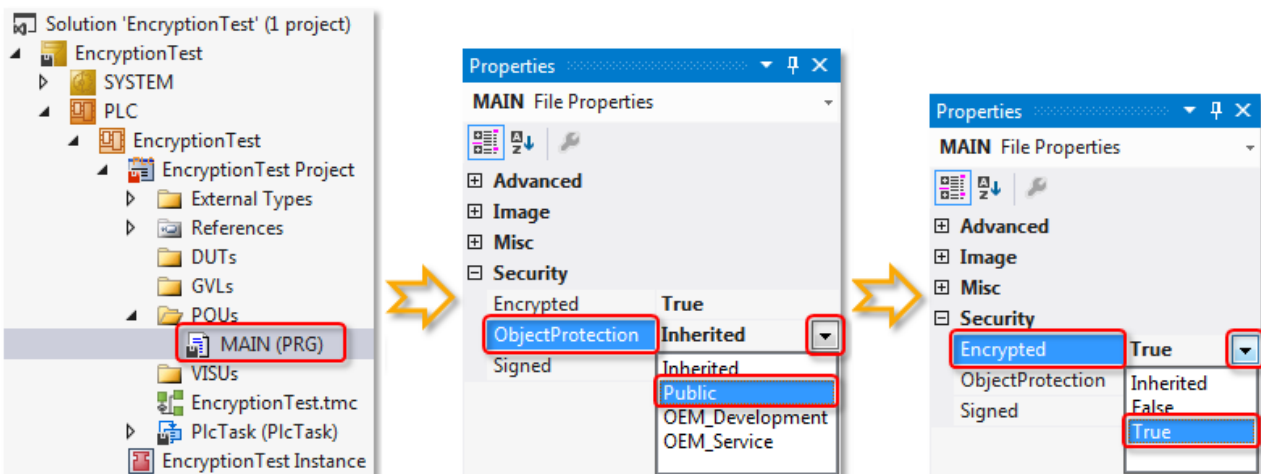 Solution 'EncryptionTest' (1 project)
EncryptionTest
SYSTEM
PLC
EncryptionTest
EncryptionTest Project
External Types
References
DUTs
GVLs
POUs
MAIN (PRG)
VISUs
EncryptionTest.tmc
PlcTask (PlcTask)
EncryptionTest Instance
Properties
MAIN File Properties
Advanced
Image
Misc
Security
Encrypted True
ObjectProtection Inherited
Signed Inherited
Public
OEM_Development
OEM_Service
Properties
MAIN File Properties
Advanced
Image
Misc
Security
Encrypted True
ObjectProtection Inherited
Signed False
True